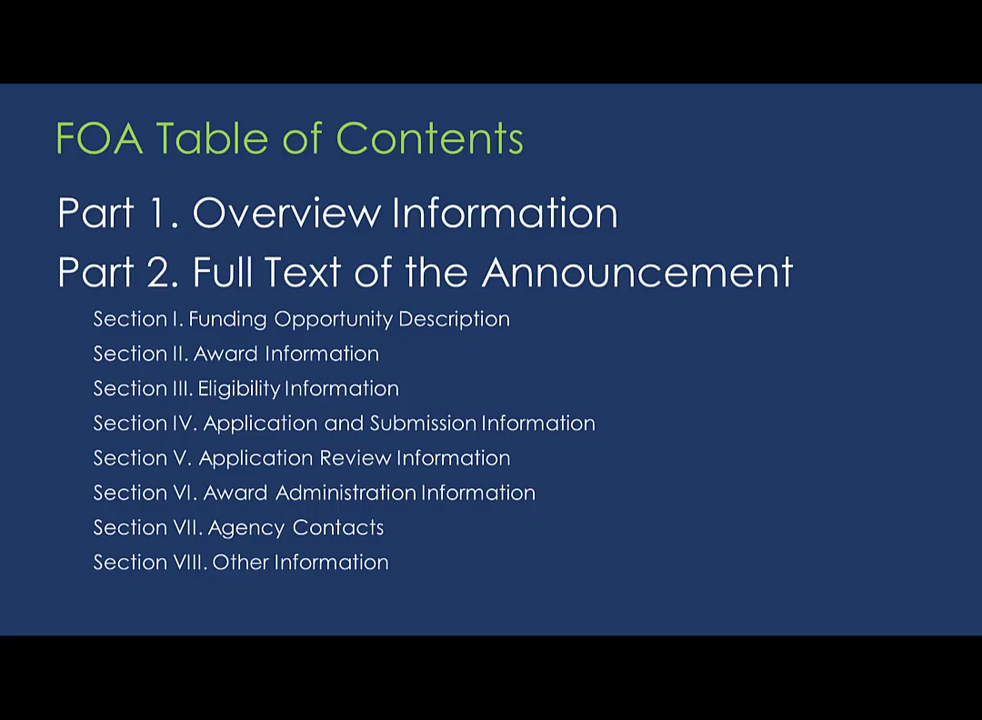 FOA Table of Contents
Part 1. Overview Information
Part 2. Full Text of the Announcement
Section I. Funding Opportunity Description
Section II. Award Information
Section III. Eligibility Information
Section IV. Application and Submission Information
Section V. Application Review Information
Section VI. Award Administration Information
Section VII. Agency Contacts
Section VIII. Other Information